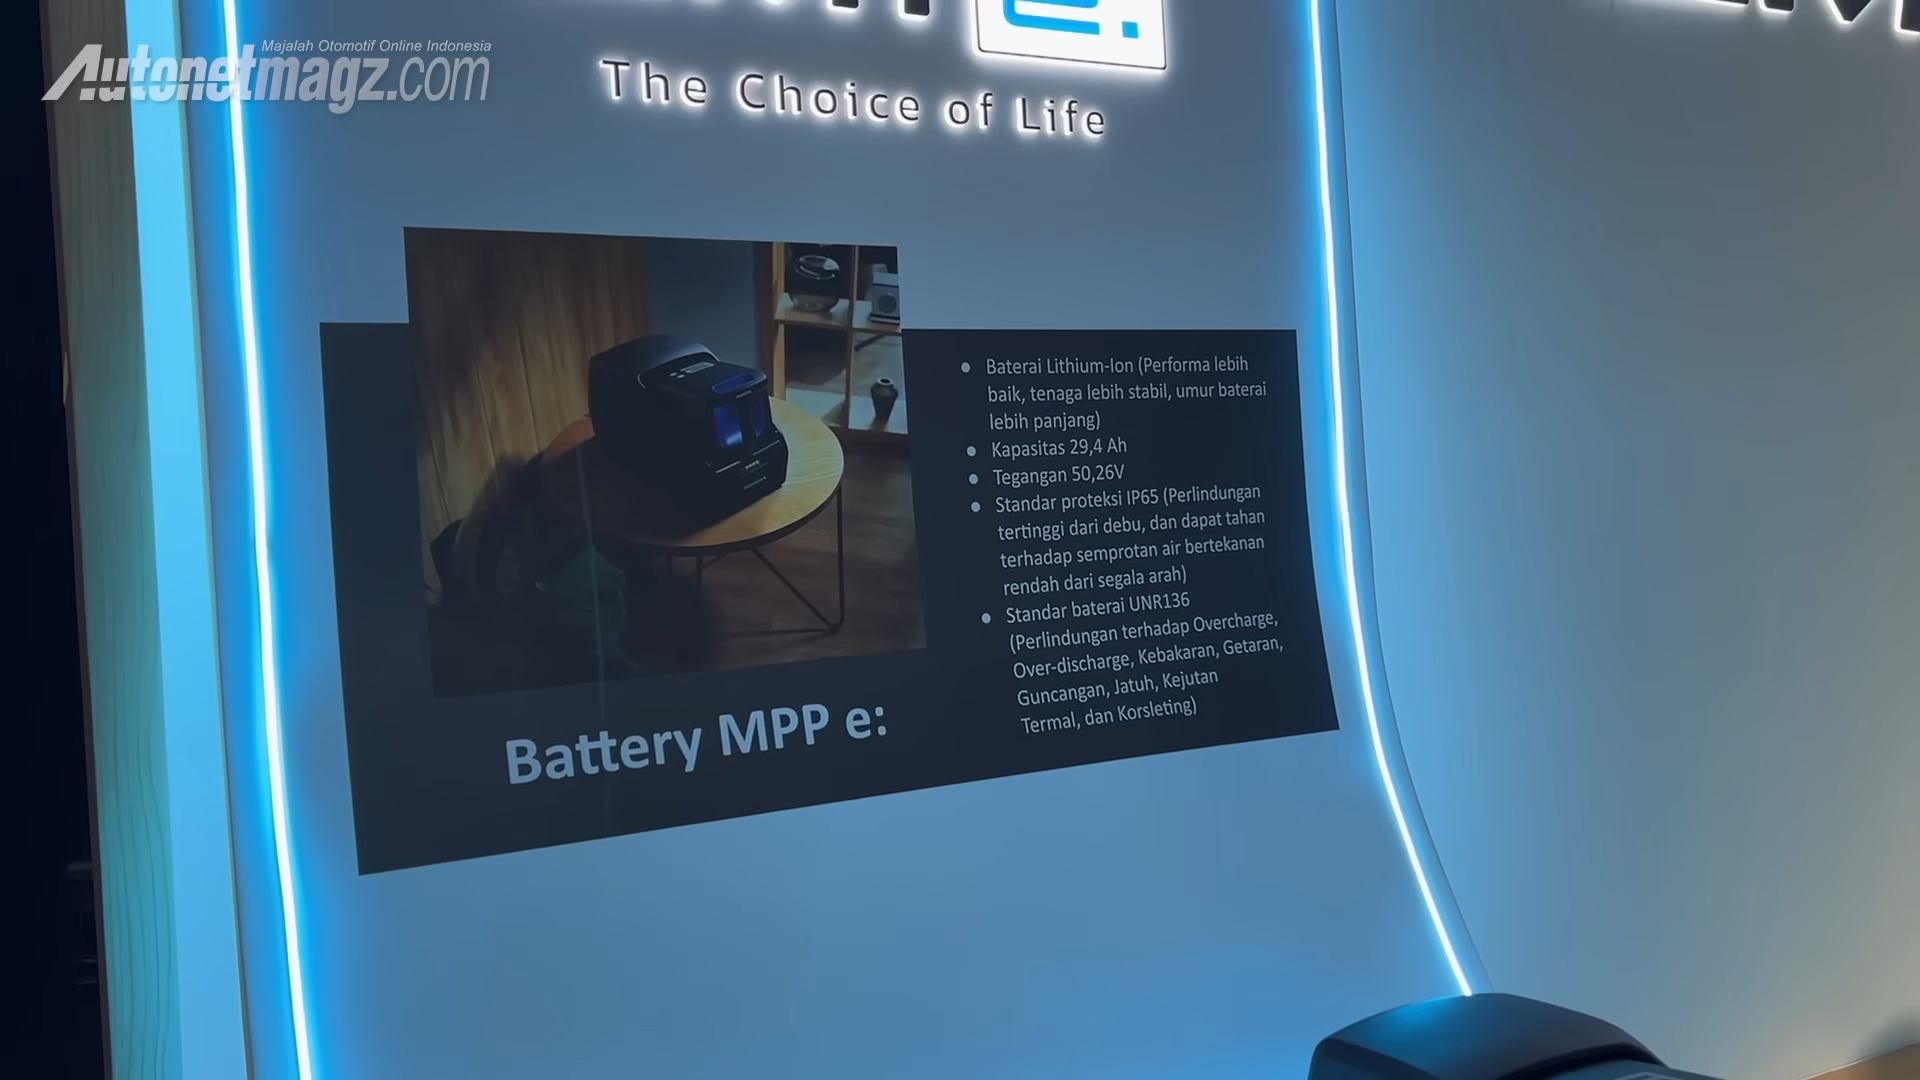 Majalah Otomotif Online Indonesia
Autonetmagz.com
e:
The Choice of Life
Baterai Lithium-Ion (Performa lebih
baik, tenaga lebih stabil, umur baterai
lebih panjang)
Kapasitas 29,4 Ah
Tegangan 50,26V
Standar proteksi IP65 (Perlindungan
tertinggi dari debu, dan dapat tahan
terhadap semprotan air bertekanan
rendah dari segala arah)
Standar baterai UNR136
(Perlindungan terhadap Overcharge,
Over-discharge, Kebakaran, Getaran,
Guncangan, Jatuh, Kejutan
Termal, dan Korsleting)
Battery MPP e: